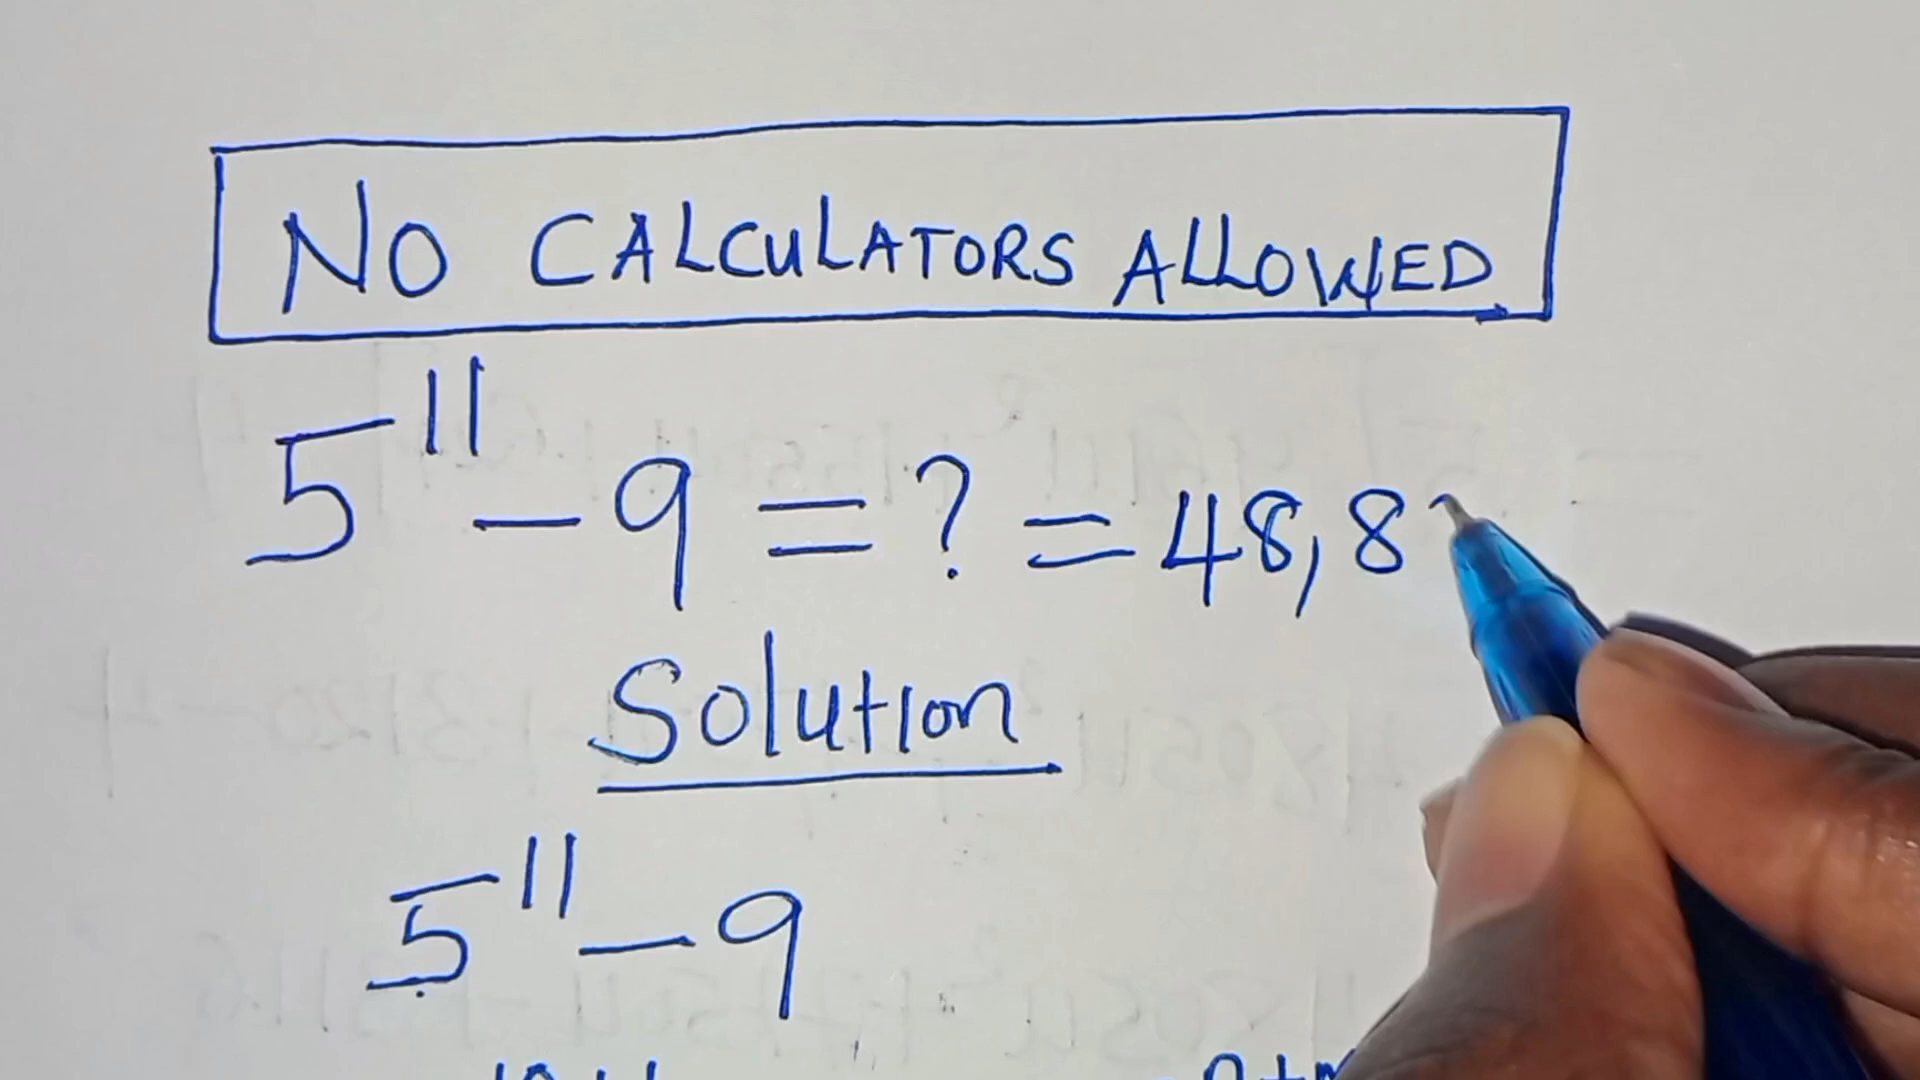 NO CALCULATORS ALLOWED
5¹¹ - 9 = ? = 48,8
Solution
5¹¹ - 9